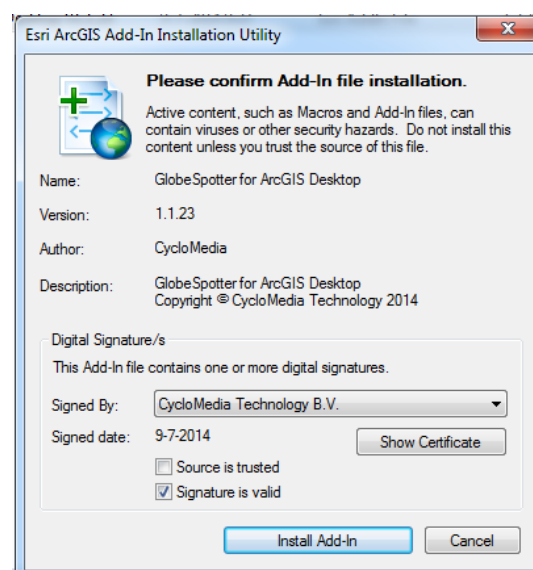 Esri ArcGIS Add-In Installation Utility
Please confirm Add-In file installation.
Active content, such as Macros and Add-In files, can
contain viruses or other security hazards. Do not install this
content unless you trust the source of this file.
Name: GlobeSpotter for ArcGIS Desktop
Version: 1.1.23
Author: CycloMedia
Description: GlobeSpotter for ArcGIS Desktop
Copyright © CycloMedia Technology 2014
Digital Signature/s
This Add-In file contains one or more digital signatures.
Signed By: CycloMedia Technology B.V.
Signed date: 9-7-2014 Show Certificate
Source is trusted
Signature is valid
Install Add-In Cancel